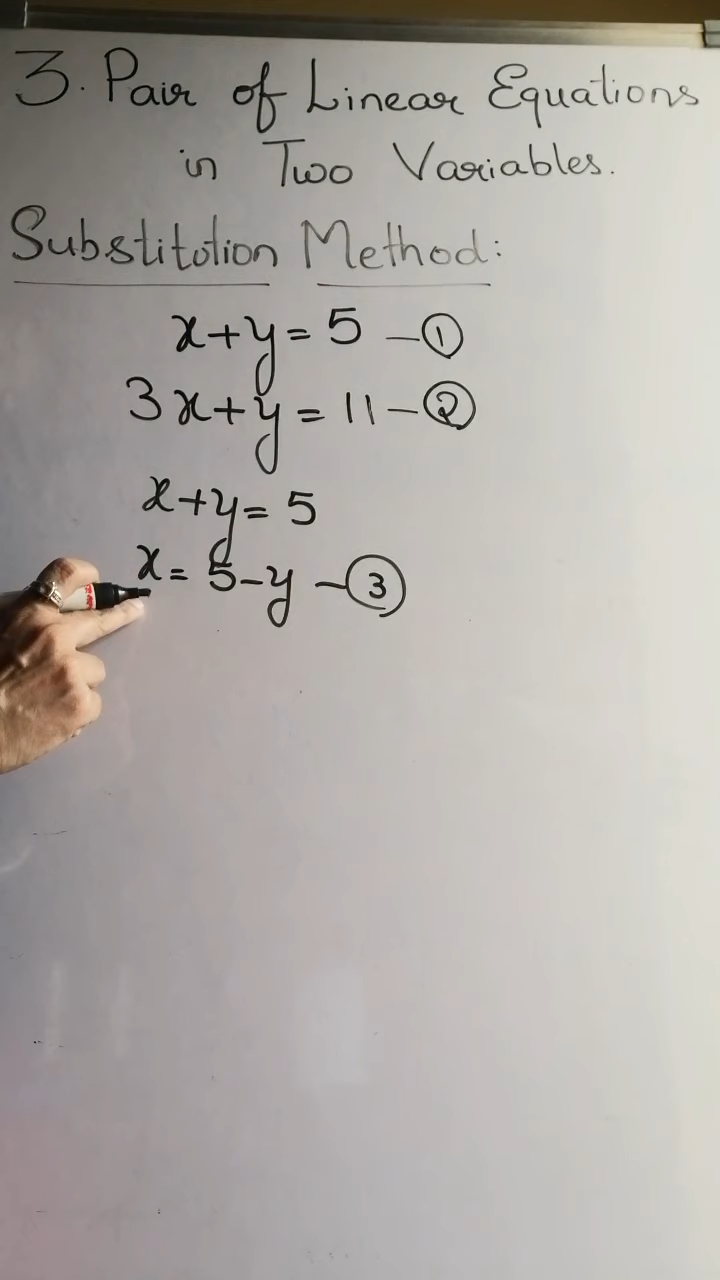 3. Pair of Linear Equations
in Two Variables.
Substitution Method:
x+y=5 —①
3x+y=11 —②
x+y=5
x=5-y —③